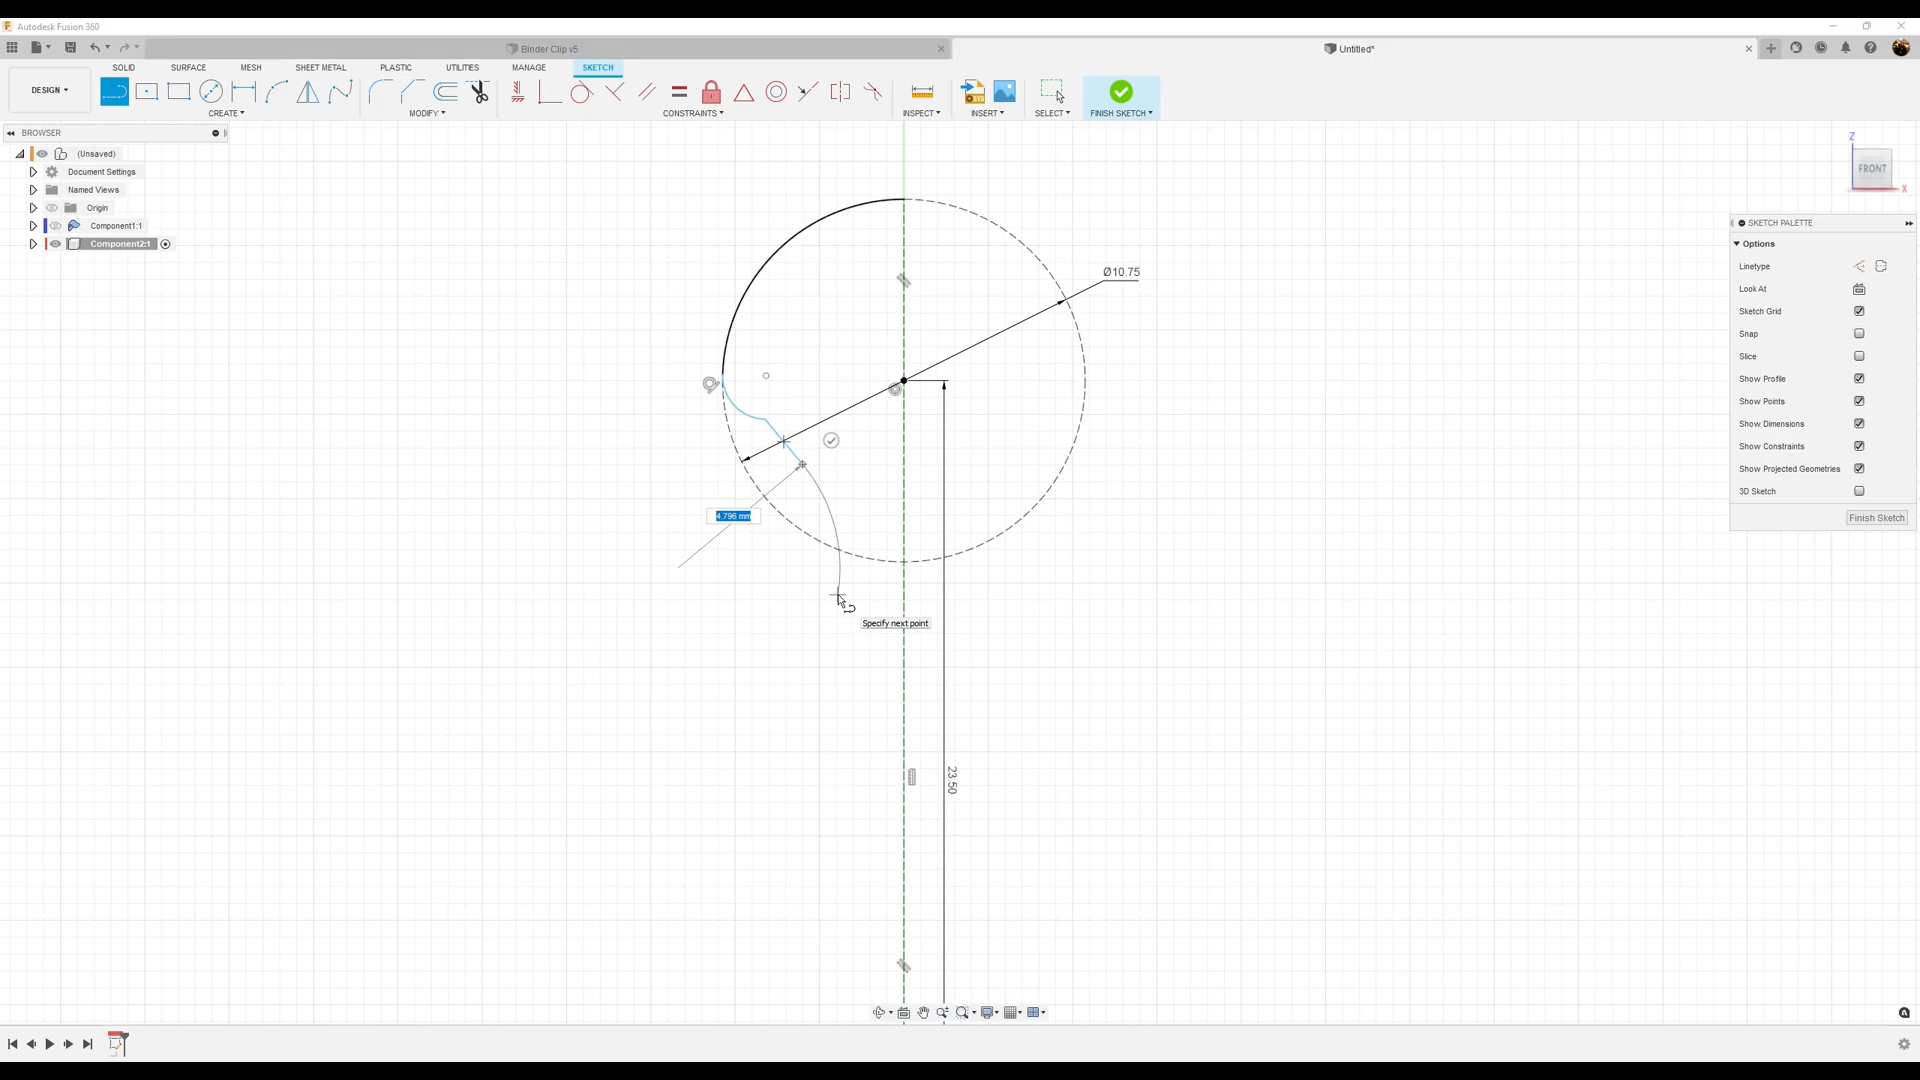 Autodesk Fusion 360
Binder Clip v5
Untitled*
SOLID
SURFACE
MESH
SHEET METAL
PLASTIC
UTILITIES
MANAGE
SKETCH
DESIGN
CREATE
MODIFY
CONSTRAINTS
INSPECT
INSERT
SELECT
FINISH SKETCH
BROWSER
(Unsaved)
Document Settings
Named Views
Origin
Component1:1
Component2:1
Z
FRONT
X
SKETCH PALETTE
Options
Linetype
Look At
Sketch Grid
Snap
Slice
Show Profile
Show Points
Show Dimensions
Show Constraints
Show Projected Geometries
3D Sketch
Finish Sketch
Ø10.75
4.796 mm
Specify next point
23.50